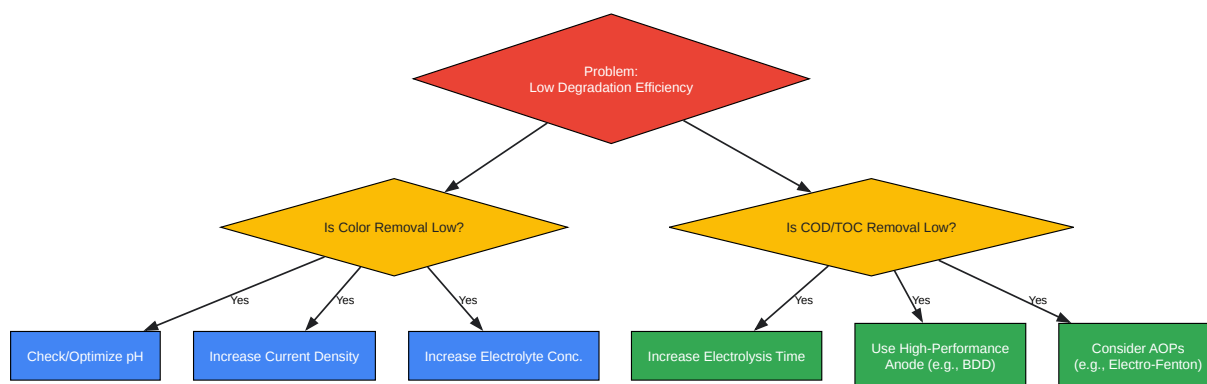 Problem:
Low Degradation Efficiency
Is Color Removal Low?
Is COD/TOC Removal Low?
Yes
Yes
Yes
Yes
Yes
Yes
Check/Optimize pH
Increase Current Density
Increase Electrolyte Conc.
Increase Electrolysis Time
Use High-Performance
Anode (e.g., BDD)
Consider AOPs
(e.g., Electro-Fenton)